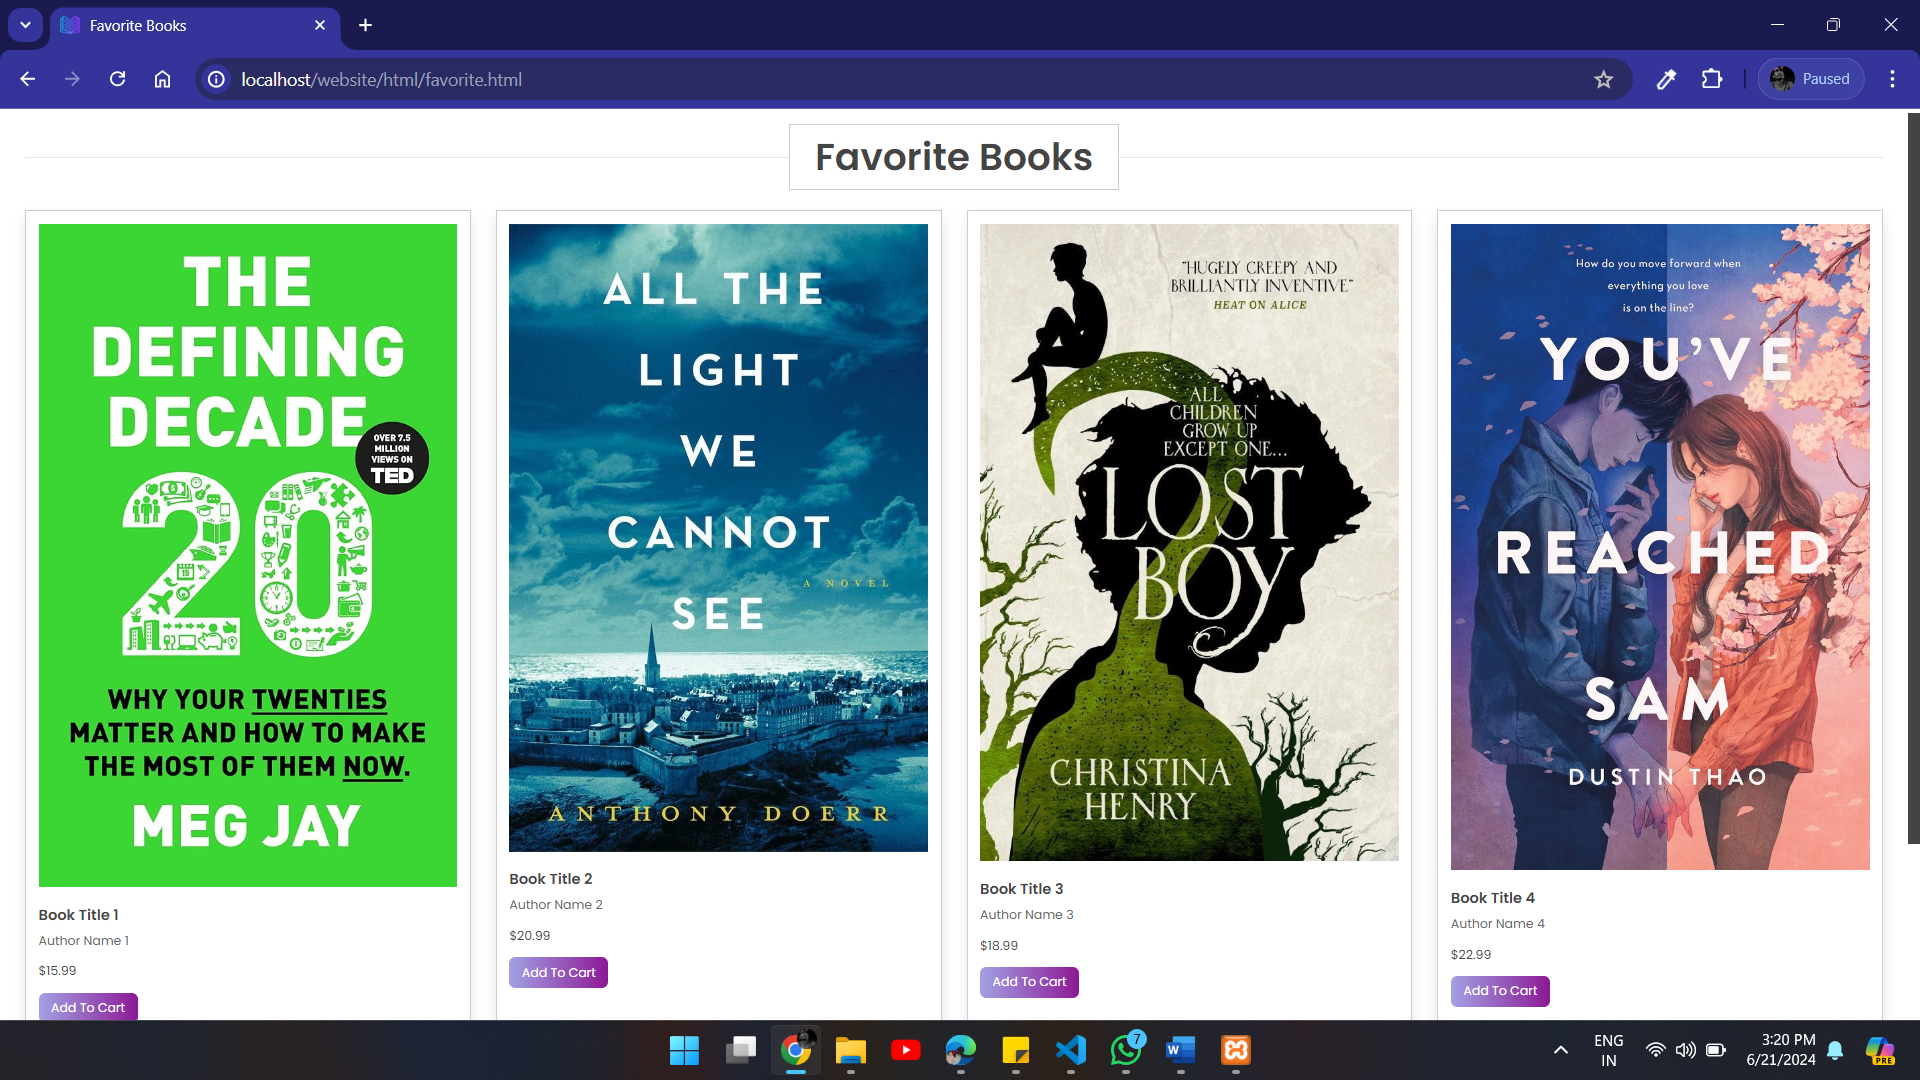 Favorite Books
localhost/website/html/favorite.html
Paused
Favorite Books
THE
DEFINING
DECADE
OVER 7.5
MILLION
VIEWS ON
TED
20
15
WHY YOUR TWENTIES
MATTER AND HOW TO MAKE
THE MOST OF THEM NOW.
MEG JAY
Book Title 1
Author Name 1
$15.99
Add To Cart
ALL THE
LIGHT
WE
CANNOT
A NOVEL
SEE
ANTHONY DOERR
Book Title 2
Author Name 2
$20.99
Add To Cart
"HUGELY CREEPY AND
BRILLIANTLY INVENTIVE"
HEAT ON ALICE
ALL
CHILDREN
GROW UP
EXCEPT ONE...
LOST
BOY
CHRISTINA
HENRY
Book Title 3
Author Name 3
$18.99
Add To Cart
How do you move forward when
everything you love
is on the line?
YOU'VE
REACHED
SAM
DUSTIN THAO
Book Title 4
Author Name 4
$22.99
Add To Cart
7
W
ENG
IN
3:20 PM
6/21/2024
PRE